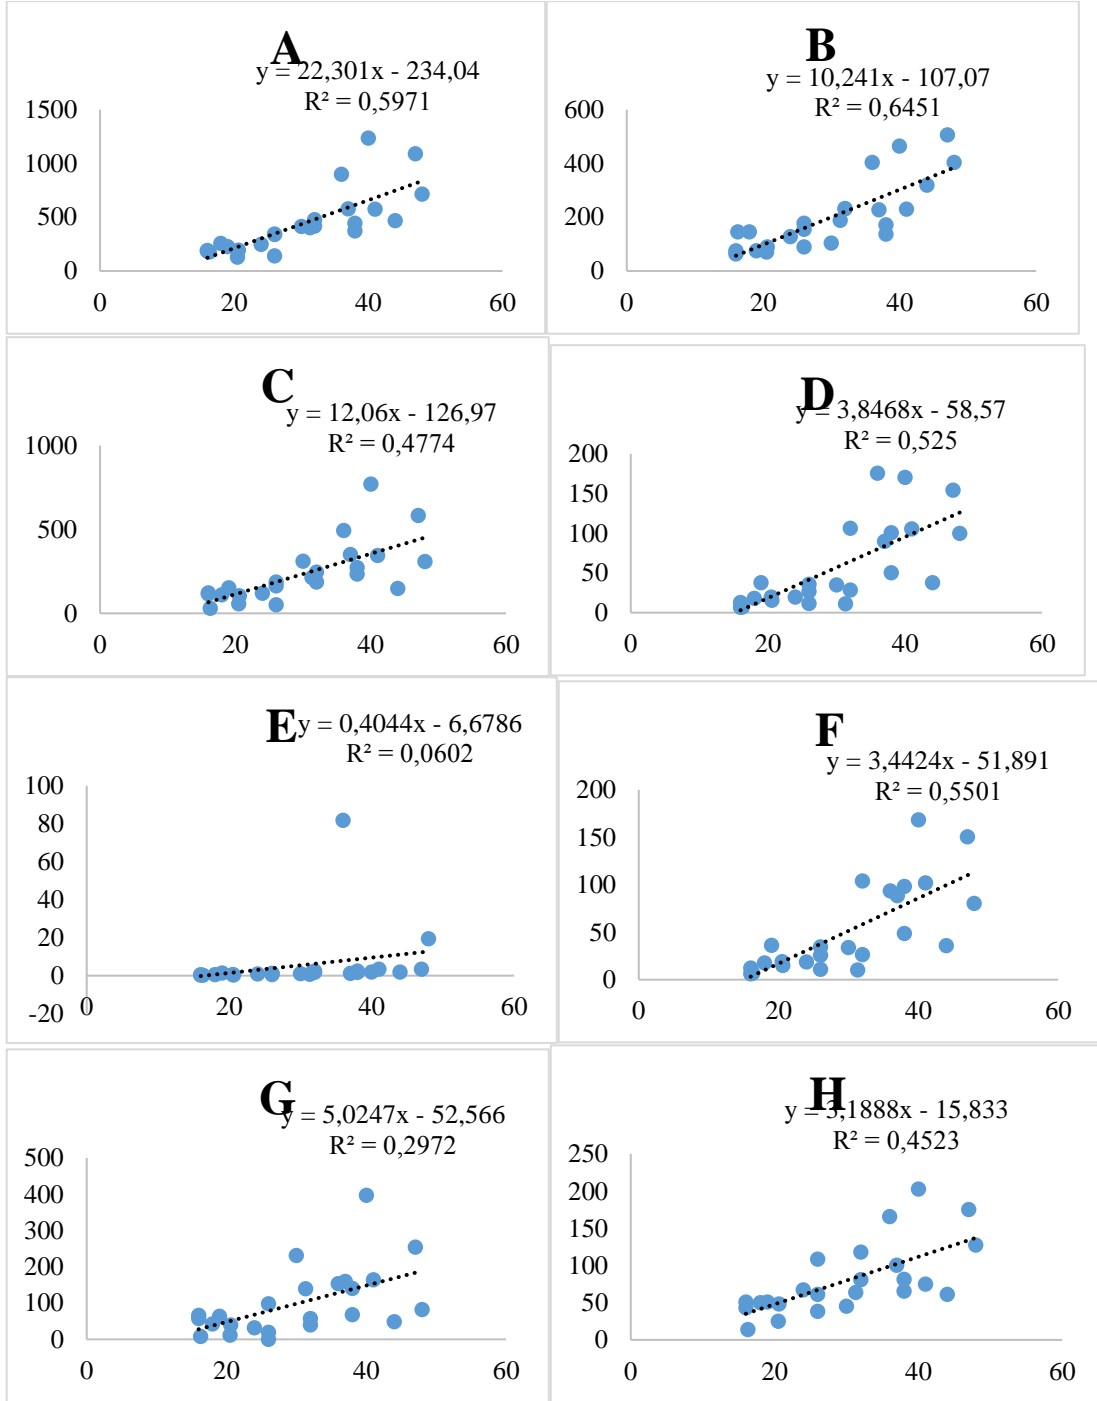 A
y = 22,301x - 234,04
R² = 0,5971
1500
1000
500
0
0 20 40 60
B
y = 10,241x - 107,07
R² = 0,6451
600
400
200
0
0 20 40 60
C
y = 12,06x - 126,97
R² = 0,4774
1000
500
0
0 20 40 60
D
y = 3,8468x - 58,57
R² = 0,525
200
150
100
50
0
0 20 40 60
E
y = 0,4044x - 6,6786
R² = 0,0602
100
80
60
40
20
0
-20
0 20 40 60
F
y = 3,4424x - 51,891
R² = 0,5501
200
150
100
50
0
0 20 40 60
G
y = 5,0247x - 52,566
R² = 0,2972
500
400
300
200
100
0
0 20 40 60
H
y = 3,1888x - 15,833
R² = 0,4523
250
200
150
100
50
0
0 20 40 60